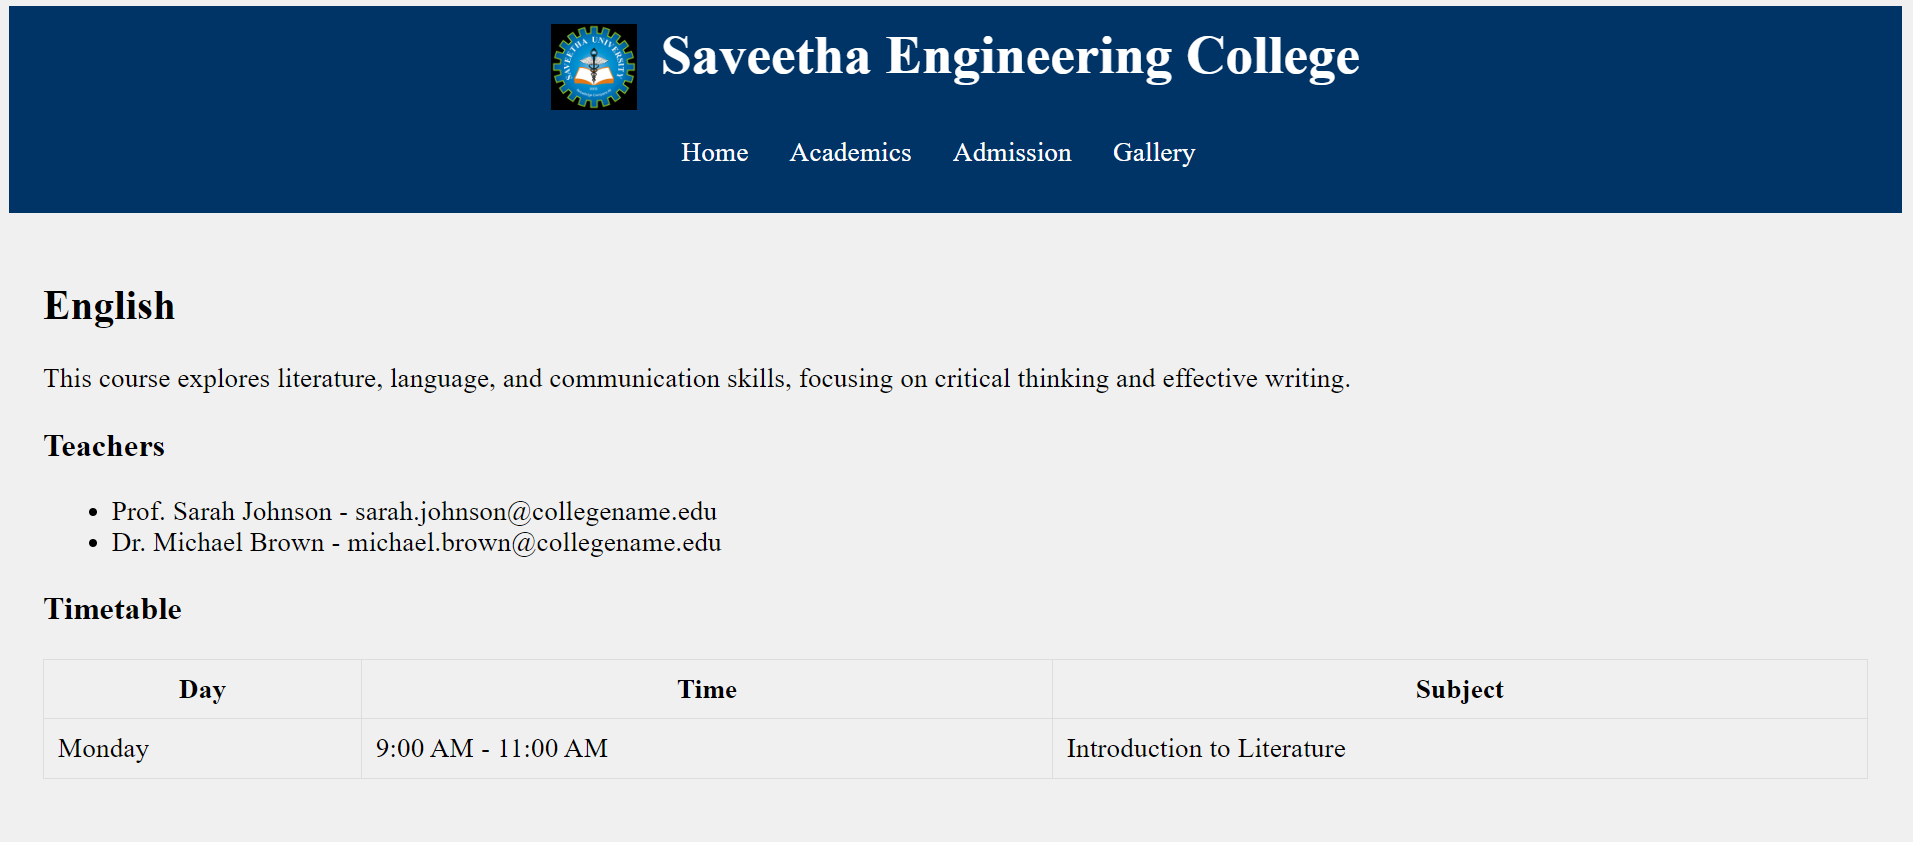 SAVEETHA UNIVERSITY
Saveetha Engineering College
Home Academics Admission Gallery
English
This course explores literature, language, and communication skills, focusing on critical thinking and effective writing.
Teachers
• Prof. Sarah Johnson - sarah.johnson@collegename.edu
• Dr. Michael Brown - michael.brown@collegename.edu
Timetable
Day Time Subject
Monday 9:00 AM - 11:00 AM Introduction to Literature